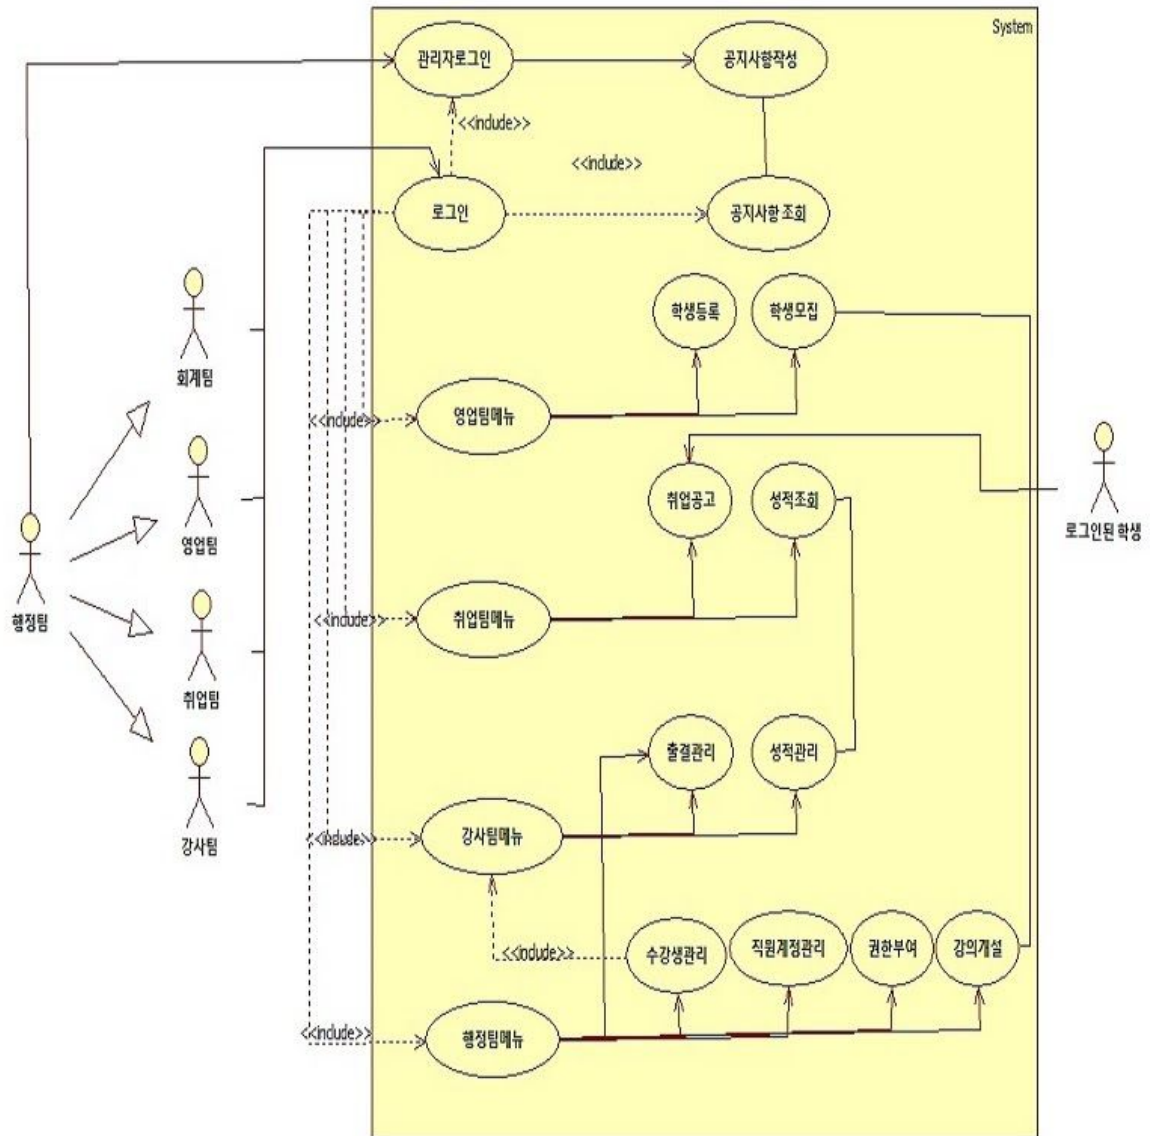 System
관리자로그인
공지사항작성
<<include>>
<<include>>
로그인
공지사항 조회
회계팀
학생등록
학생모집
<<include>>
영업팀메뉴
영업팀
취업공고
성적조회
로그인된 학생
행정팀
<<include>>
취업팀메뉴
취업팀
출결관리
성적관리
강사팀
<<include>>
강사팀메뉴
<<include>>
수강생관리
직원계정관리
권한부여
강의개설
<<include>>
행정팀메뉴